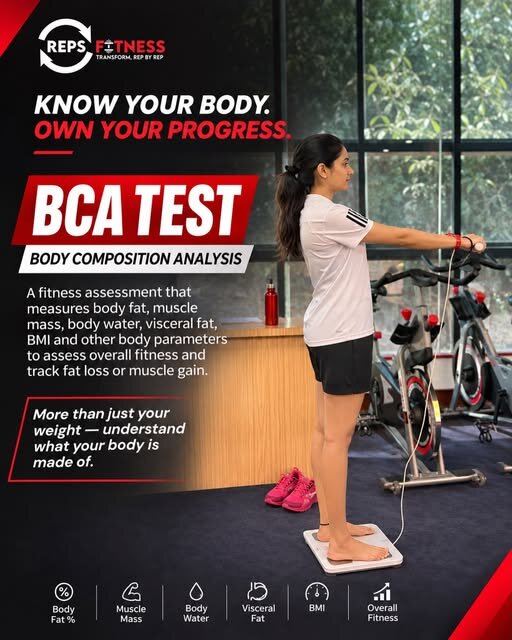 REPS FITNESS
TRANSFORM, REP BY REP
KNOW YOUR BODY.
OWN YOUR PROGRESS.
BCA TEST
BODY COMPOSITION ANALYSIS
A fitness assessment that
measures body fat, muscle
mass, body water, visceral fat,
BMI and other body parameters
to assess overall fitness and
track fat loss or muscle gain.
More than just your
weight — understand
what your body is
made of.
Body
Fat %
Muscle
Mass
Body
Water
Visceral
Fat
BMI
Overall
Fitness